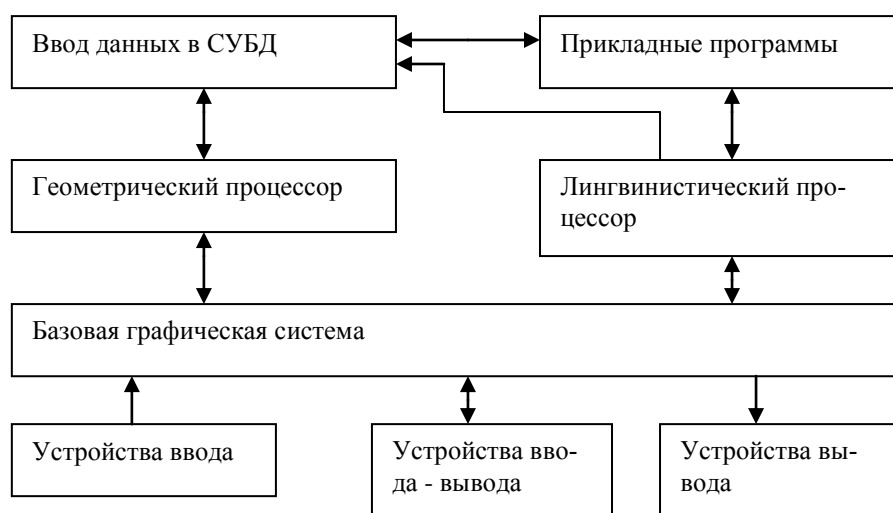 Ввод данных в СУБД
Прикладные программы
Геометрический процессор
Лингвинистический про-
цессор
Базовая графическая система
Устройства ввода
Устройства вво-
да - вывода
Устройства вы-
вода